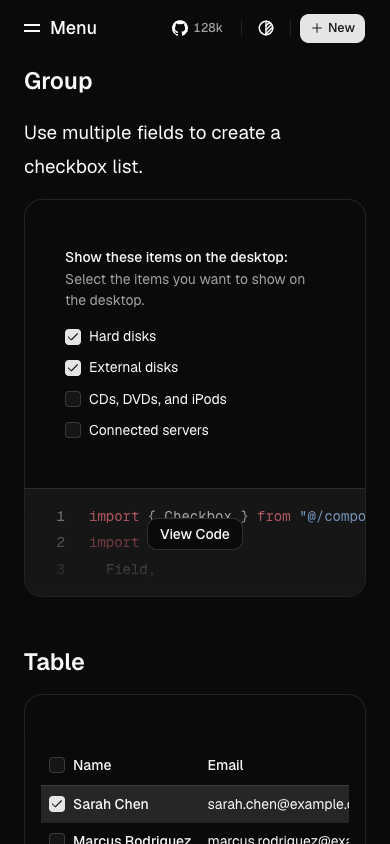 Menu
128k
New
Group
Use multiple fields to create a
checkbox list.
Show these items on the desktop:
Select the items you want to show on
the desktop.
Hard disks
External disks
CDs, DVDs, and iPods
Connected servers
1 import { Checkbox } from "@/compo
2 import
View Code
3 Field,
Table
Name Email
Sarah Chen sarah.chen@example.c
Marcus Rodriguez marcus.rodriguez@exa